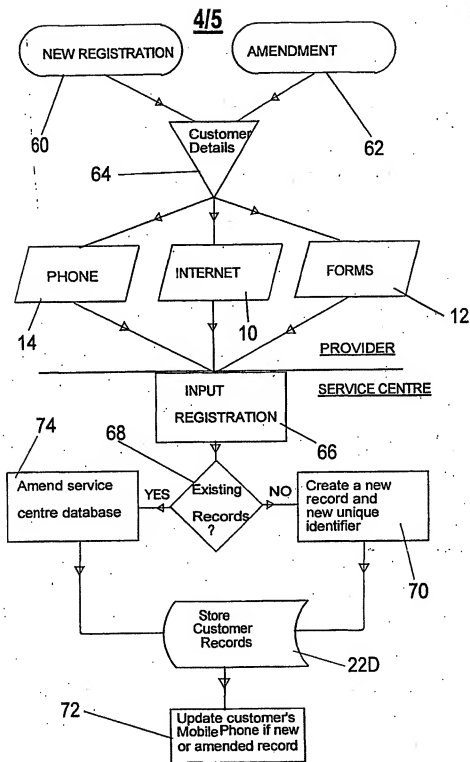 4/5
NEW REGISTRATION
AMENDMENT
60
62
Customer
Details
64
PHONE
INTERNET
FORMS
14
10
12
PROVIDER
SERVICE CENTRE
INPUT
REGISTRATION
66
74
68
Amend service
centre database
YES
Existing
Records
?
NO
Create a new
record and
new unique
identifier
70
Store
Customer
Records
22D
72
Update customer's
Mobile Phone if new
or amended record